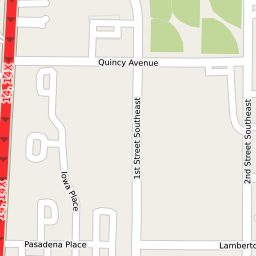 Quincy Avenue
14.14X
1st Street Southeast
2nd Street Southeast
Iowa Place
14.14X
Pasadena Place
Lamberto